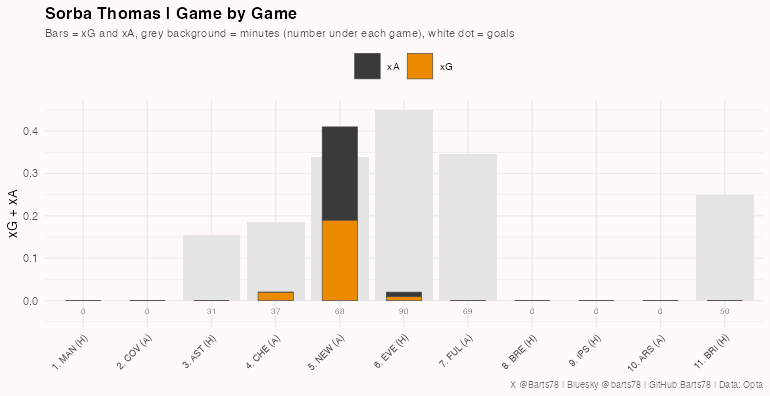 Sorba Thomas | Game by Game
Bars = xG and xA, grey background = minutes (number under each game), white dot = goals
xA xG
xG + xA
0.4
0.3
0.2
0.1
0.0
0 0 31 37 68 90 69 0 0 0 50
1. MAN (H) 2. COV (A) 3. AST (H) 4. CHE (A) 5. NEW (A) 6. EVE (H) 7. FUL (A) 8. BRE (H) 9. IPS (H) 10. ARS (A) 11. BRI (H)
X @Barts78 | Bluesky @barts78 | GitHub Barts78 | Data: Opta